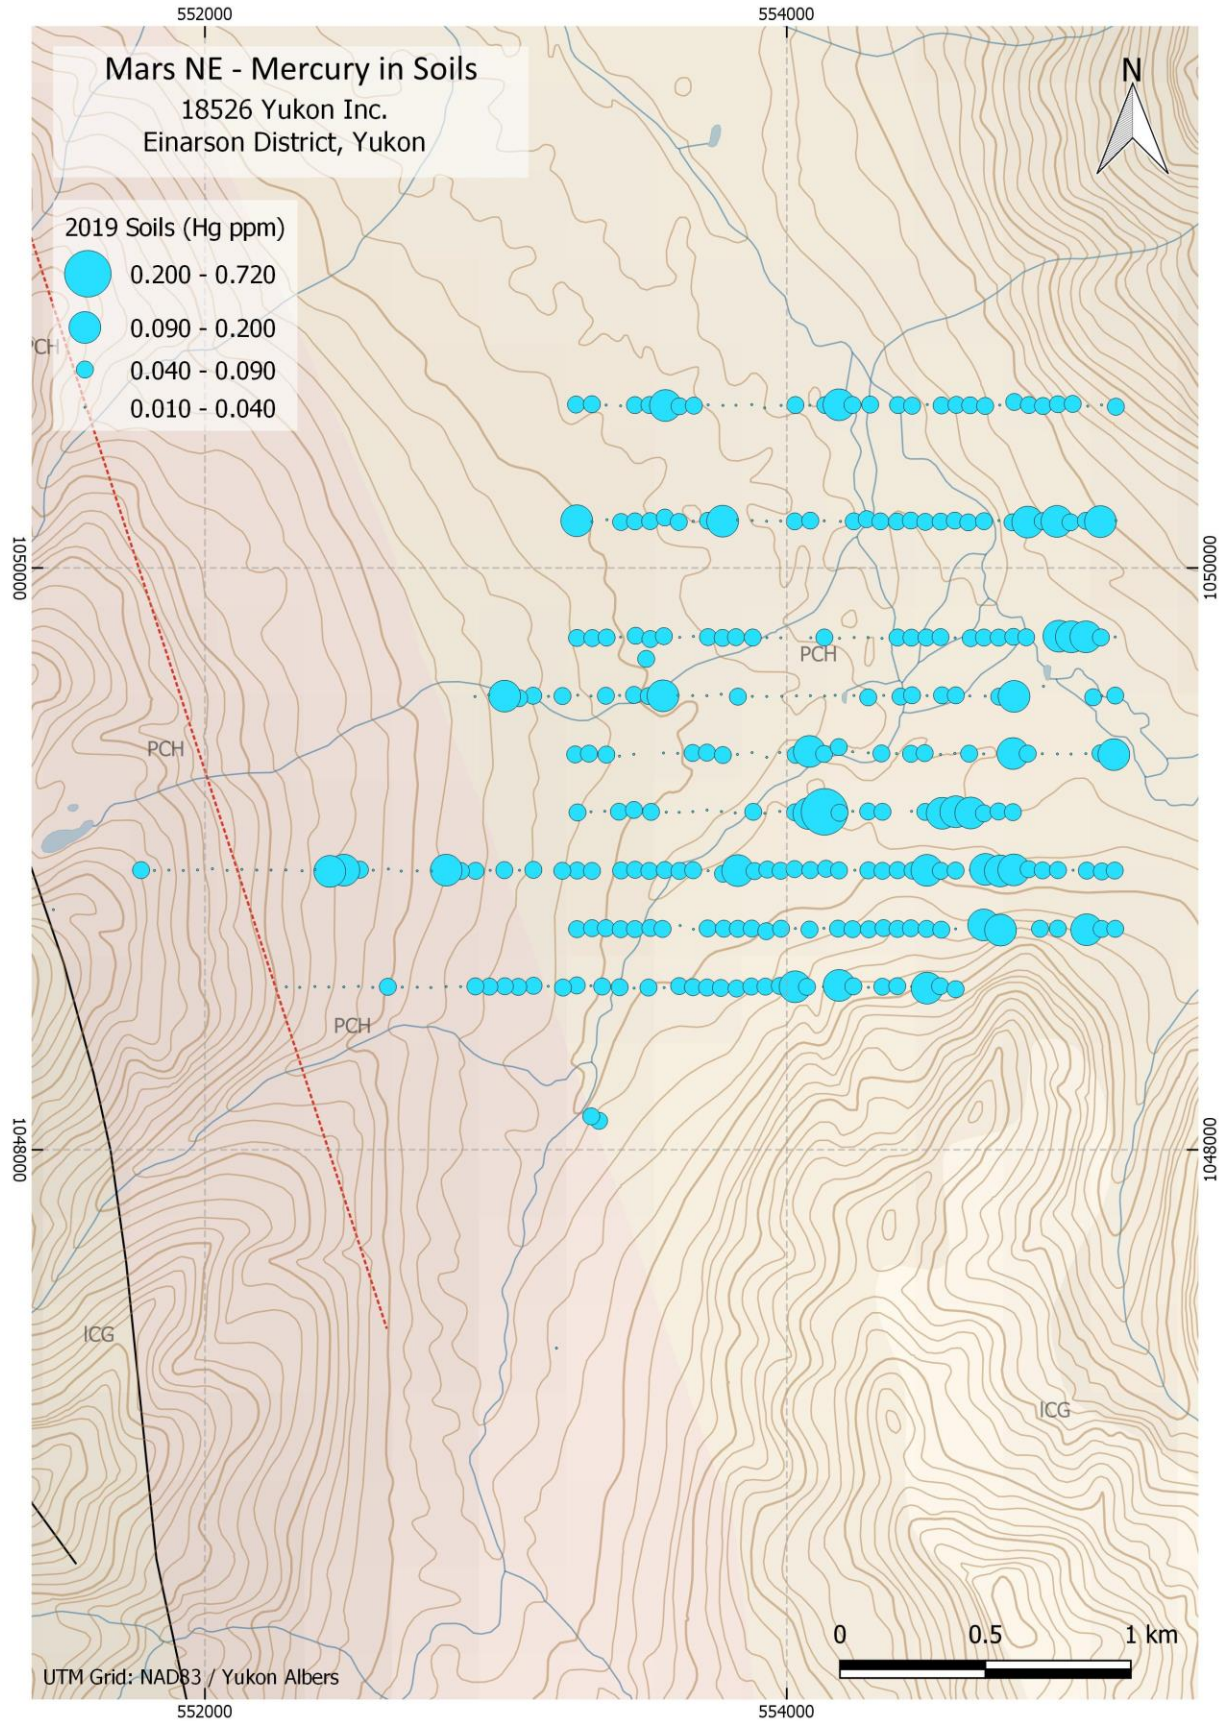 552000
554000
Mars NE - Mercury in Soils
18526 Yukon Inc.
Einarson District, Yukon
N
2019 Soils (Hg ppm)
0.200 - 0.720
0.090 - 0.200
0.040 - 0.090
0.010 - 0.040
PCH
1050000
1050000
PCH
PCH
PCH
1048000
1048000
ICG
ICG
0 0.5 1 km
UTM Grid: NAD83 / Yukon Albers
552000
554000